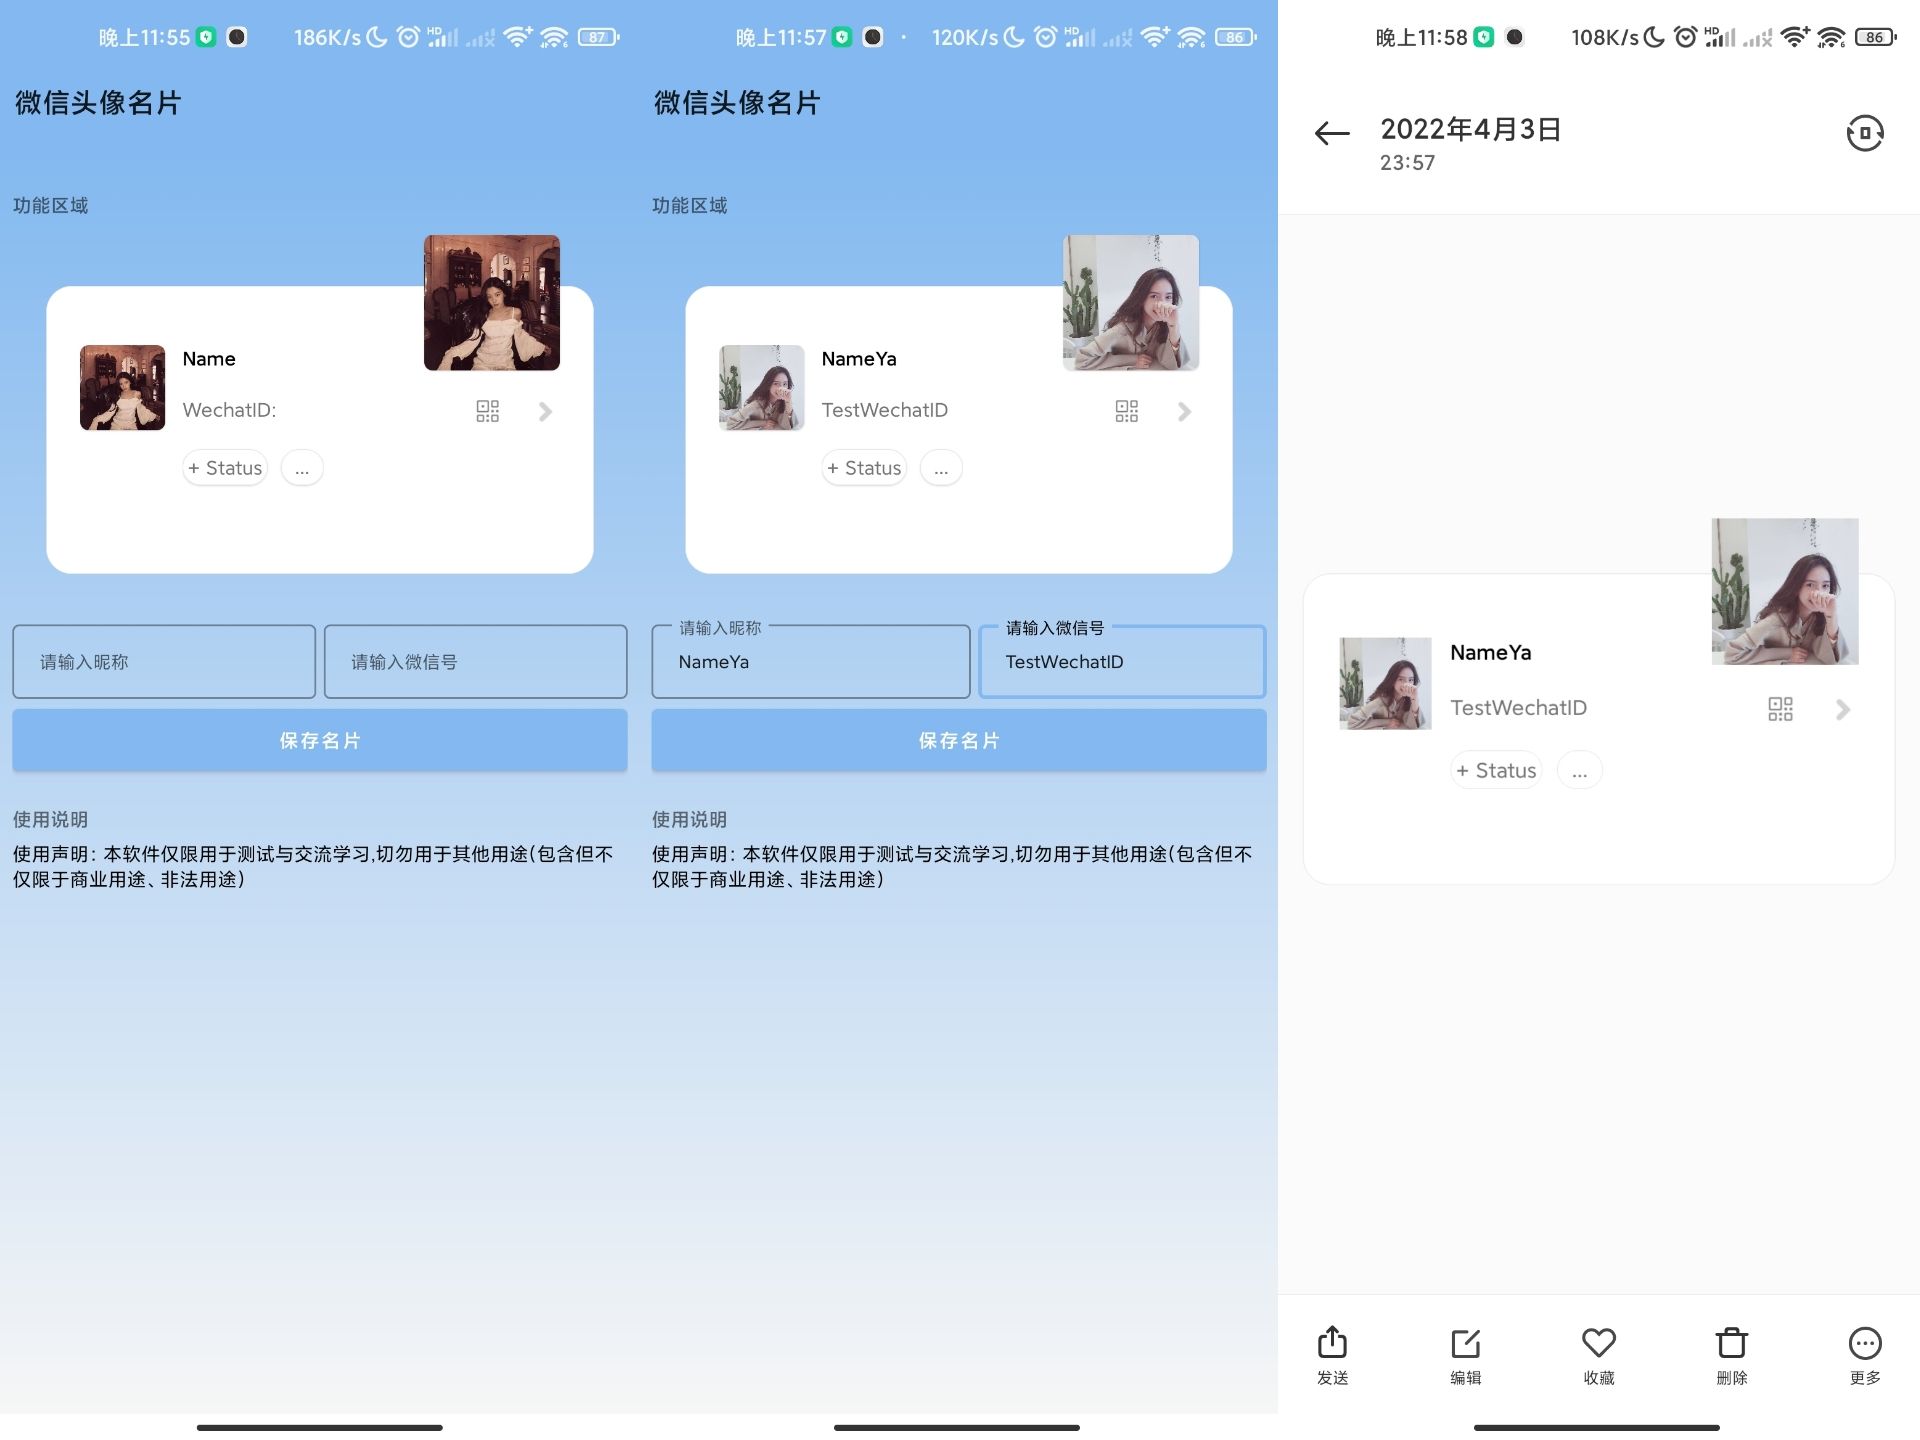 晚上11:55
186K/s
HD
6
87
微信头像名片
功能区域
Name
WechatID:
+ Status
...
请输入昵称
请输入微信号
保存名片
使用说明
使用声明：本软件仅限用于测试与交流学习,切勿用于其他用途(包含但不
仅限于商业用途、非法用途)
晚上11:57
120K/s
HD
6
86
微信头像名片
功能区域
NameYa
TestWechatID
+ Status
...
请输入昵称
NameYa
请输入微信号
TestWechatID
保存名片
使用说明
使用声明：本软件仅限用于测试与交流学习,切勿用于其他用途(包含但不
仅限于商业用途、非法用途)
晚上11:58
108K/s
HD
6
86
2022年4月3日
23:57
NameYa
TestWechatID
+ Status
...
发送
编辑
收藏
删除
更多